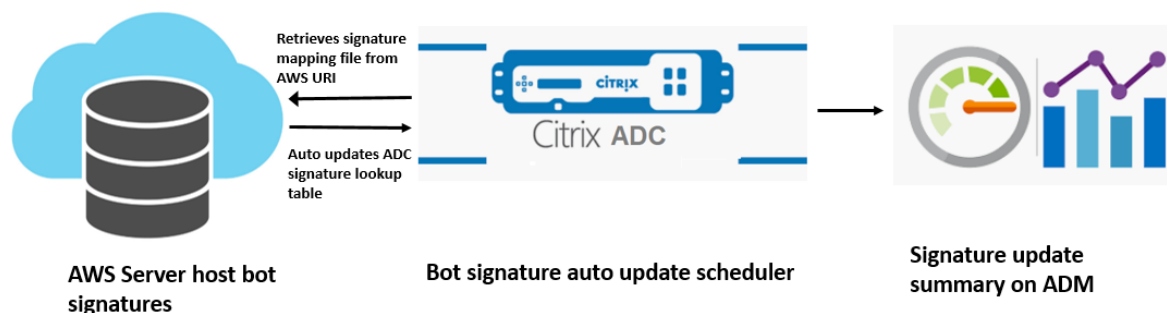 Retrieves signature
mapping file from
AWS URI
Auto updates ADC
signature lookup
table
CITRIX
Citrix ADC
AWS Server host bot
signatures
Bot signature auto update scheduler
Signature update
summary on ADM